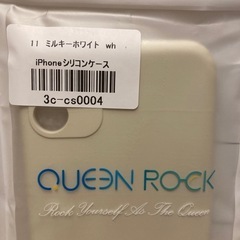 11 ミルキーホワイト wh
iPhoneシリコンケース
3c-cs0004
QUEEN ROCK
Rock Yourself As The Queen